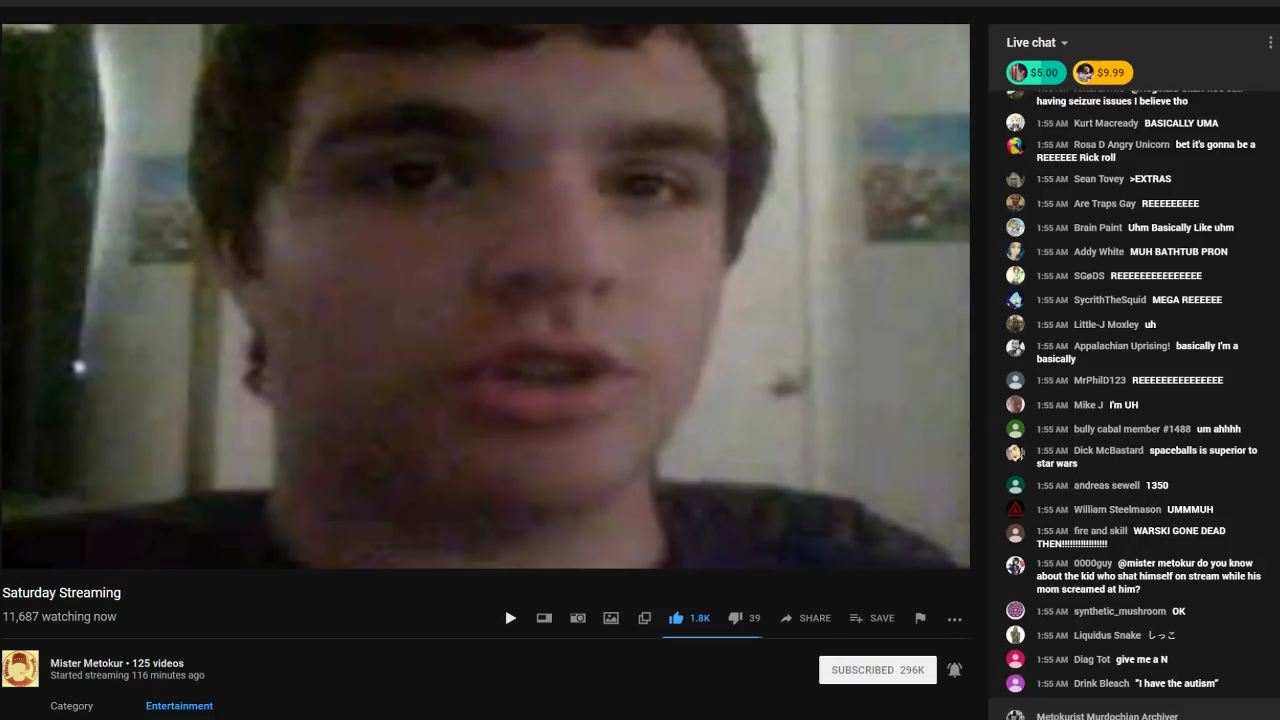 Live chat
$5.00
$9.99
having seizure issues I believe tho
1:55 AM Kurt Macready BASICALLY UMA
1:55 AM Rosa D Angry Unicorn bet it's gonna be a
REEEEEE Rick roll
1:55 AM Sean Tovey >EXTRAS
1:55 AM Are Traps Gay REEEEEEEEE
1:55 AM Brain Paint Uhm Basically Like uhm
1:55 AM Addy White MUH BATHTUB PRON
1:55 AM SGøDS REEEEEEEEEEEEEE
1:55 AM SycrithTheSquid MEGA REEEEEE
1:55 AM Little-J Moxley uh
1:55 AM Appalachian Uprising! basically I'm a
basically
1:55 AM MrPhilD123 REEEEEEEEEEEEEE
1:55 AM Mike J I'm UH
1:55 AM bully cabal member #1488 um ahhhh
1:55 AM Dick McBastard spaceballs is superior to
star wars
1:55 AM andreas sewell 1350
1:55 AM William Steelmason UMMMUH
1:55 AM fire and skill WARSKI GONE DEAD
THEN!!!!!!!!!!!!!!!!!
1:55 AM 0000guy @mister metokur do you know
about the kid who shat himself on stream while his
mom screamed at him?
1:55 AM synthetic_mushroom OK
1:55 AM Liquidus Snake しっこ
1:55 AM Diag Tot give me a N
1:55 AM Drink Bleach "I have the autism"
Metokurist Murdochian Archiver
Saturday Streaming
11,687 watching now
1.8K
39
SHARE
SAVE
Mister Metokur • 125 videos
Started streaming 116 minutes ago
SUBSCRIBED 296K
Category Entertainment